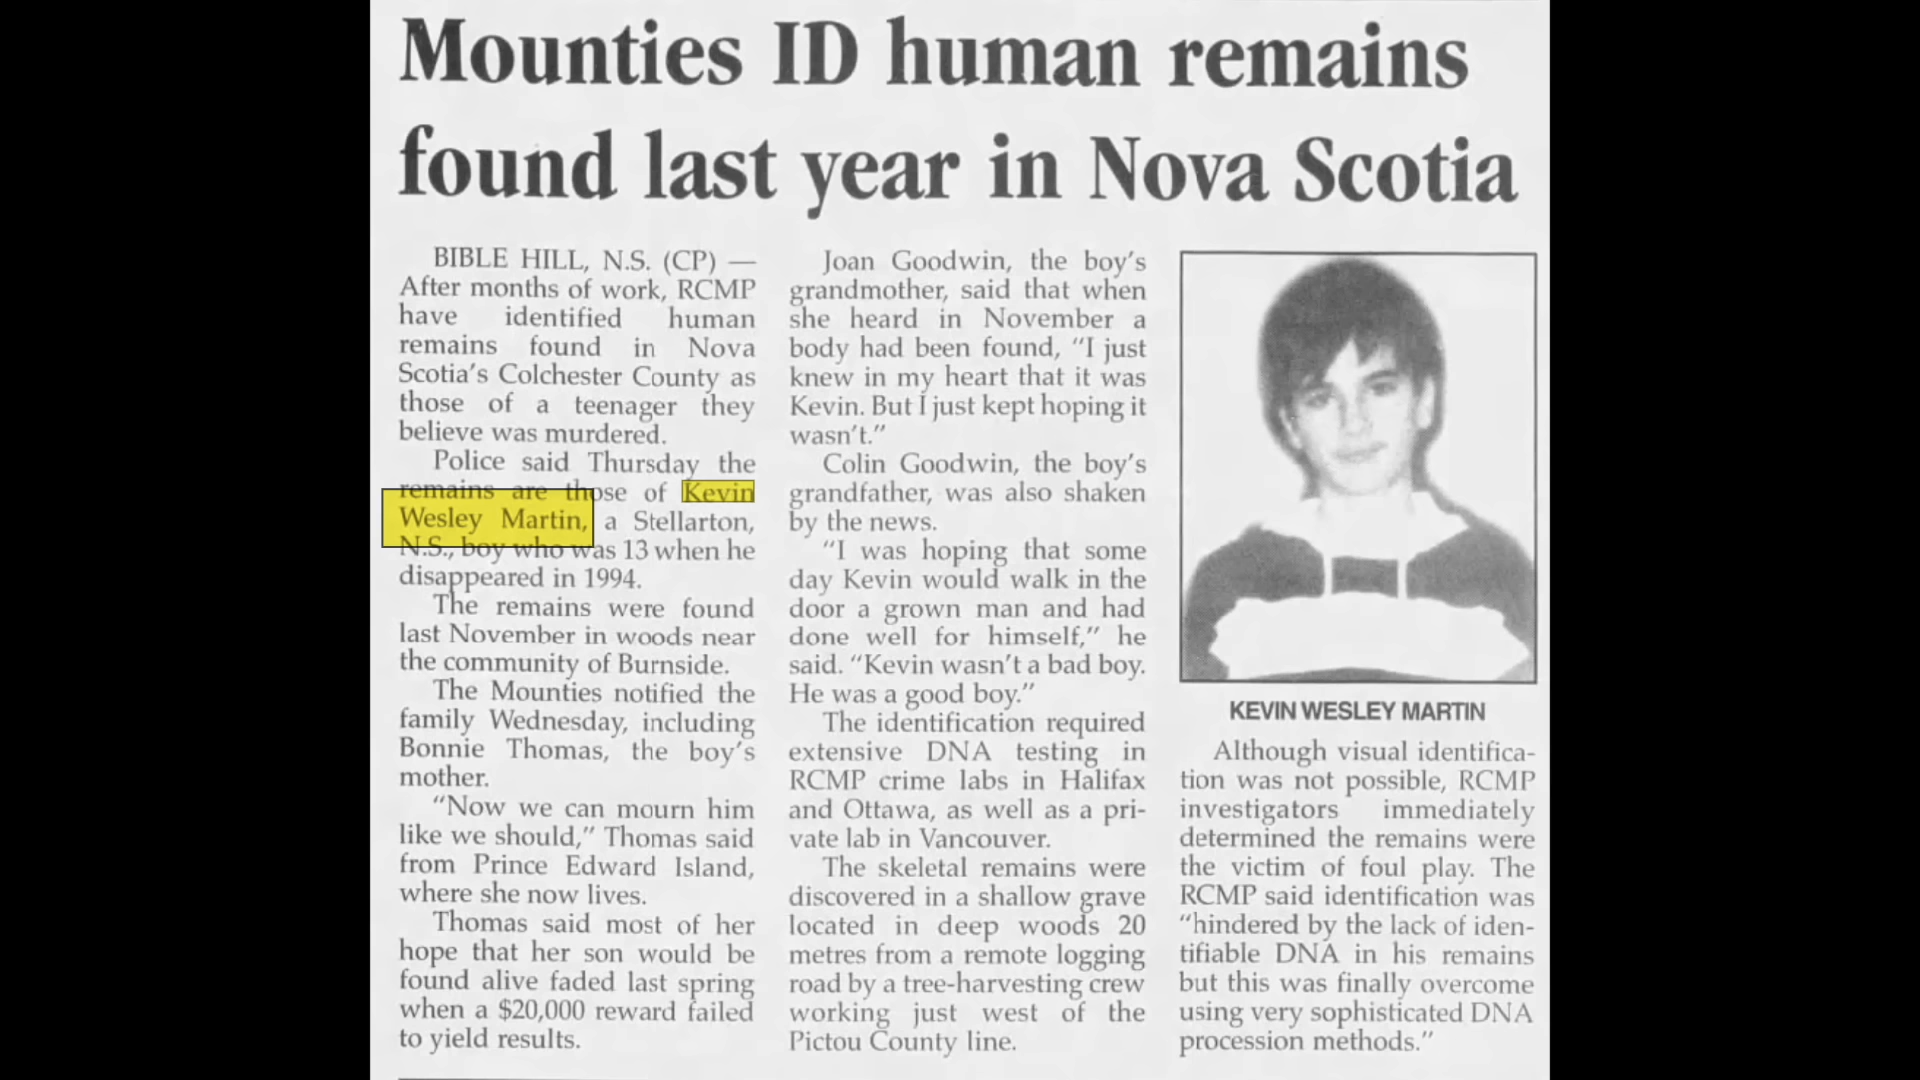 Mounties ID human remains
found last year in Nova Scotia
BIBLE HILL, N.S. (CP) —
After months of work, RCMP
have identified human
remains found in Nova
Scotia's Colchester County as
those of a teenager they
believe was murdered.
Police said Thursday the
remains are those of Kevin
Wesley Martin, a Stellarton,
N.S., boy who was 13 when he
disappeared in 1994.
The remains were found
last November in woods near
the community of Burnside.
The Mounties notified the
family Wednesday, including
Bonnie Thomas, the boy's
mother.
"Now we can mourn him
like we should," Thomas said
from Prince Edward Island,
where she now lives.
Thomas said most of her
hope that her son would be
found alive faded last spring
when a $20,000 reward failed
to yield results.
Joan Goodwin, the boy's
grandmother, said that when
she heard in November a
body had been found, "I just
knew in my heart that it was
Kevin. But I just kept hoping it
wasn't."
Colin Goodwin, the boy's
grandfather, was also shaken
by the news.
"I was hoping that some
day Kevin would walk in the
door a grown man and had
done well for himself," he
said. "Kevin wasn't a bad boy.
He was a good boy."
The identification required
extensive DNA testing in
RCMP crime labs in Halifax
and Ottawa, as well as a pri-
vate lab in Vancouver.
The skeletal remains were
discovered in a shallow grave
located in deep woods 20
metres from a remote logging
road by a tree-harvesting crew
working just west of the
Pictou County line.
KEVIN WESLEY MARTIN
Although visual identifica-
tion was not possible, RCMP
investigators immediately
determined the remains were
the victim of foul play. The
RCMP said identification was
"hindered by the lack of iden-
tifiable DNA in his remains
but this was finally overcome
using very sophisticated DNA
procession methods."